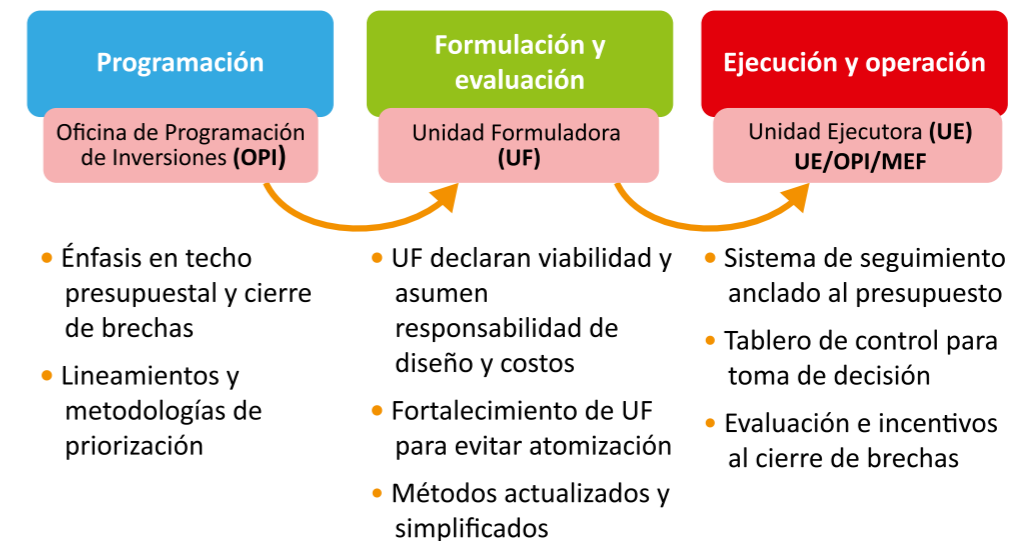 Programación
Oficina de Programación
de Inversiones (OPI)
• Énfasis en techo
presupuestal y cierre
de brechas
• Lineamientos y
metodologías de
priorización
Formulación y
evaluación
Unidad Formuladora
(UF)
• UF declaran viabilidad y
asumen
responsabilidad de
diseño y costos
• Fortalecimiento de UF
para evitar atomización
• Métodos actualizados y
simplificados
Ejecución y operación
Unidad Ejecutora (UE)
UE/OPI/MEF
• Sistema de seguimiento
anclado al presupuesto
• Tablero de control para
toma de decisión
• Evaluación e incentivos
al cierre de brechas